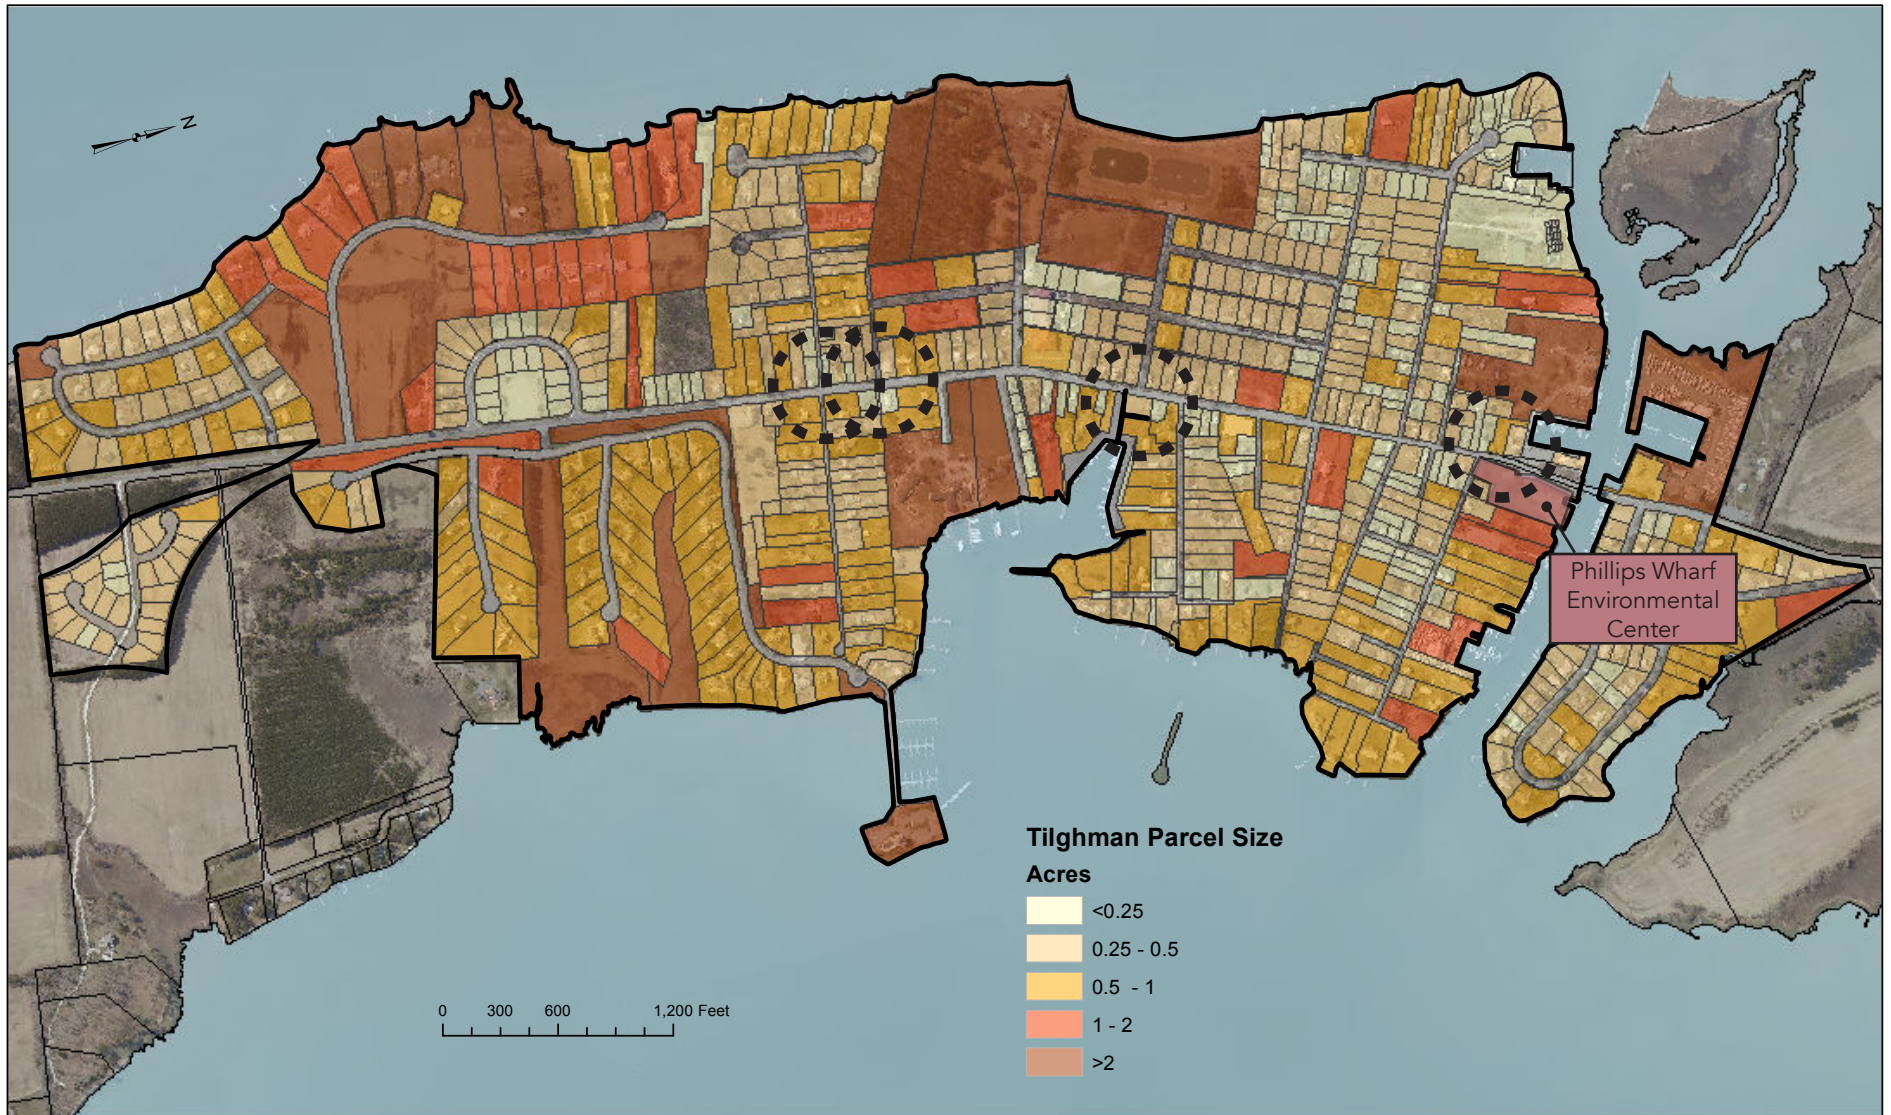 N
Phillips Wharf
Environmental
Center
Tilghman Parcel Size
Acres
<0.25
0.25 - 0.5
0.5 - 1
1 - 2
>2
0 300 600 1,200 Feet